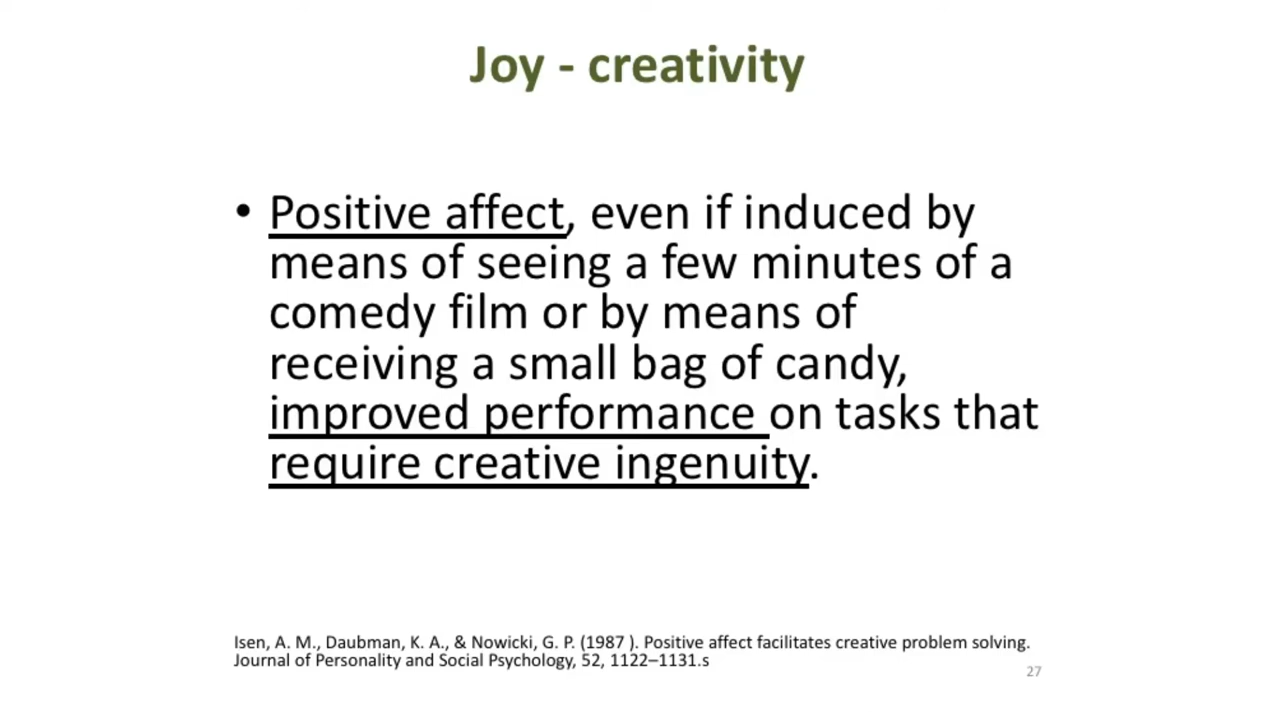 Joy - creativity
• Positive affect, even if induced by
means of seeing a few minutes of a
comedy film or by means of
receiving a small bag of candy,
improved performance on tasks that
require creative ingenuity.
Isen, A. M., Daubman, K. A., & Nowicki, G. P. (1987 ). Positive affect facilitates creative problem solving.
Journal of Personality and Social Psychology, 52, 1122–1131.s
27